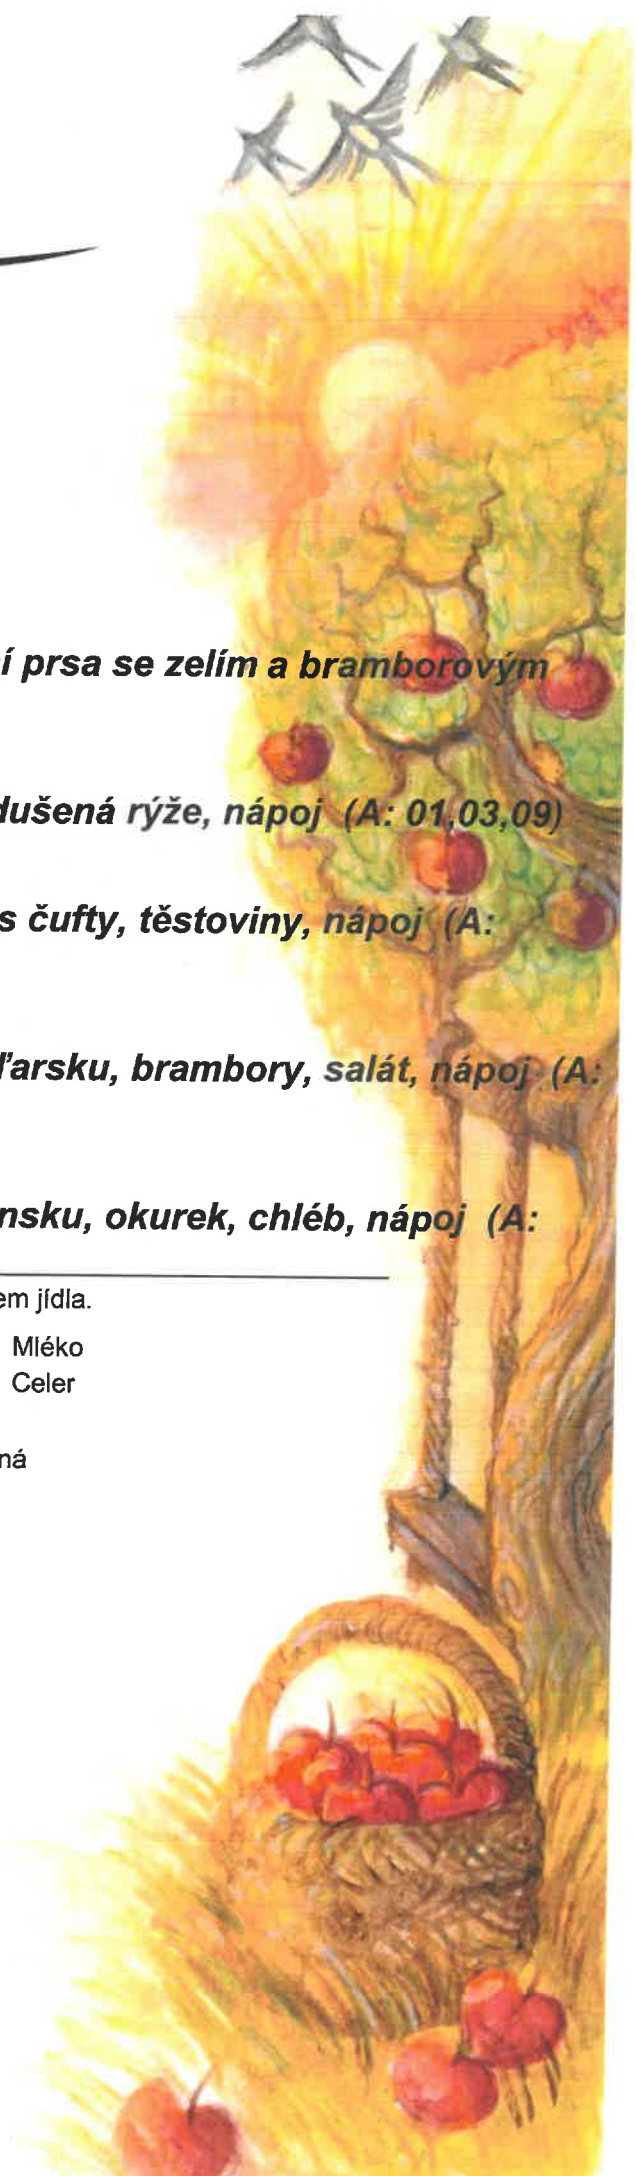 í prsa se zelím a bramborovým
dušená rýže, nápoj (A: 01,03,09)
s čufty, těstoviny, nápoj (A:
ďarsku, brambory, salát, nápoj (A:
nsku, okurek, chléb, nápoj (A:
em jídla.
Mléko
Celer
ná